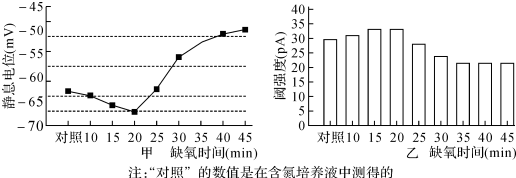 静息电位(mV)
-45
-50
-55
-60
-65
-70
对照 10 15 20 25 30 35 40 45
甲 缺氧时间(min)
阈强度(pA)
40
35
30
25
20
15
10
5
0
对照 10 15 20 25 30 35 40 45
乙 缺氧时间(min)
注:“对照”的数值是在含氮培养液中测得的